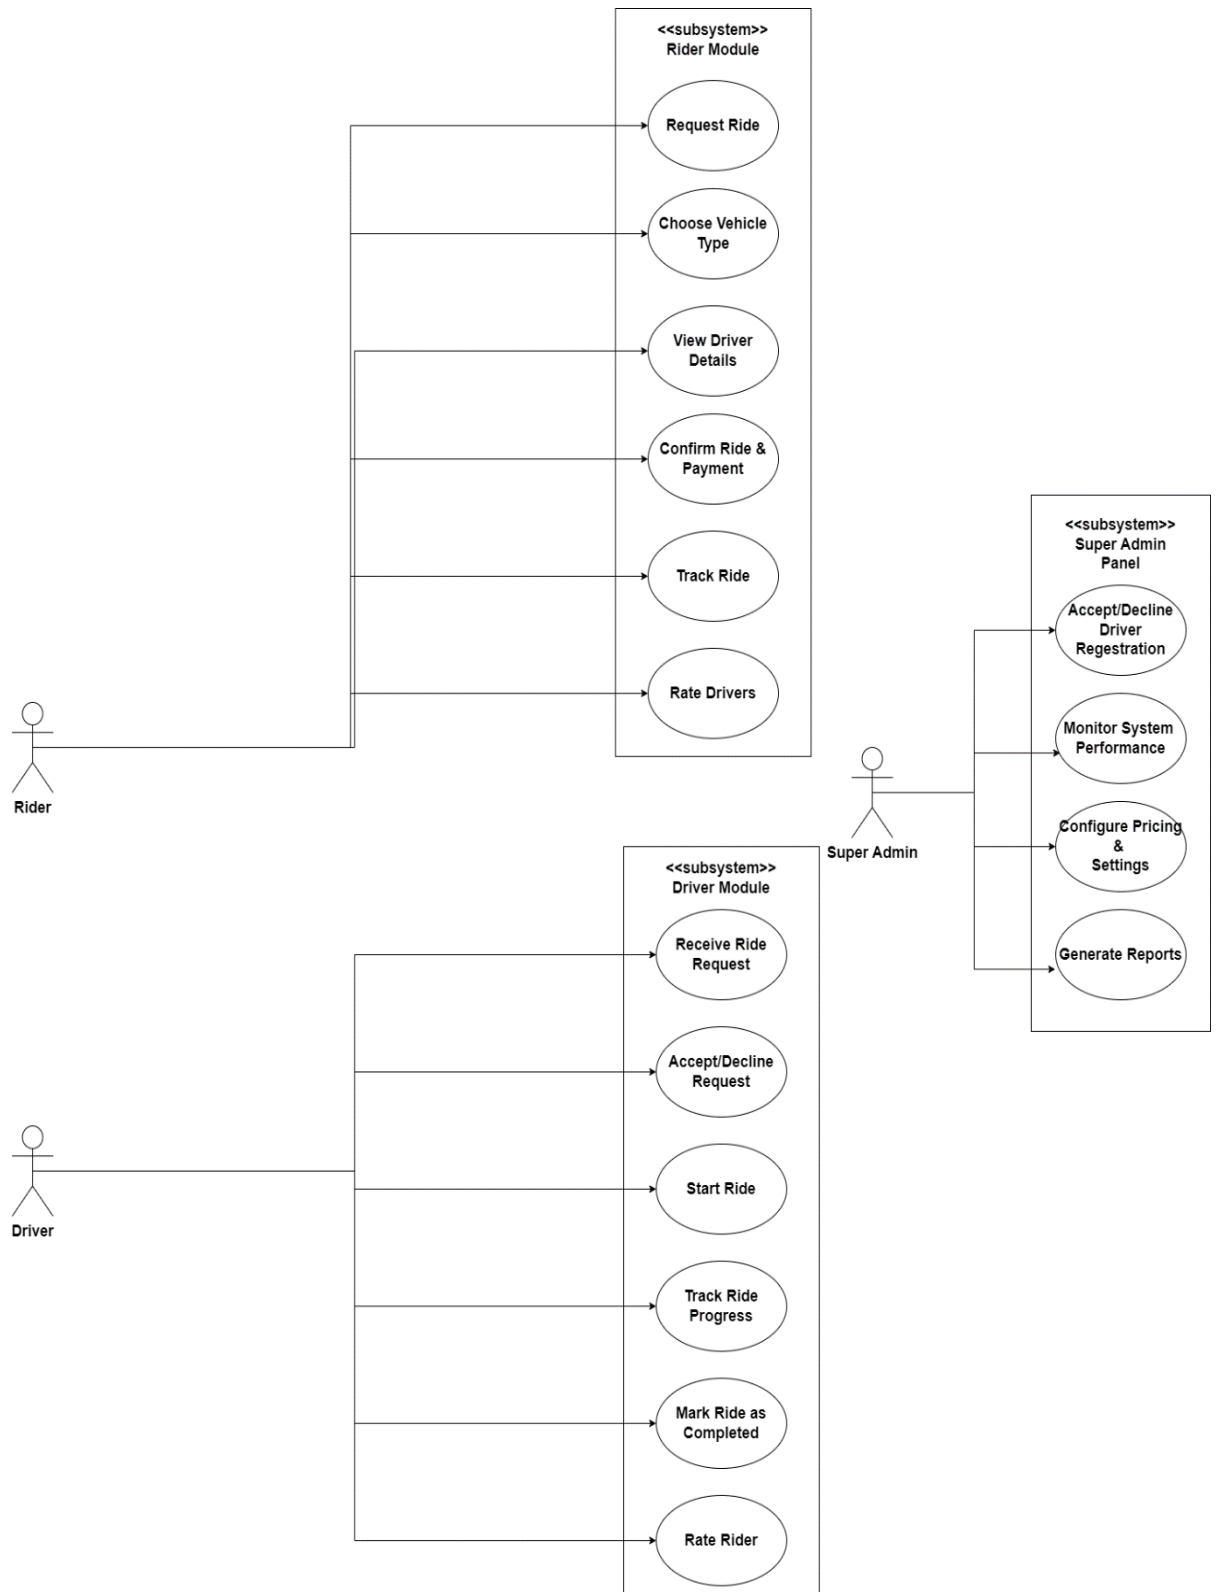 <<subsystem>>
Rider Module
Request Ride
Choose Vehicle
Type
View Driver
Details
Confirm Ride &
Payment
Track Ride
Rate Drivers
Rider
<<subsystem>>
Super Admin
Panel
Accept/Decline
Driver
Regestration
Monitor System
Performance
Configure Pricing
&
Settings
Generate Reports
Super Admin
<<subsystem>>
Driver Module
Receive Ride
Request
Accept/Decline
Request
Start Ride
Track Ride
Progress
Mark Ride as
Completed
Rate Rider
Driver